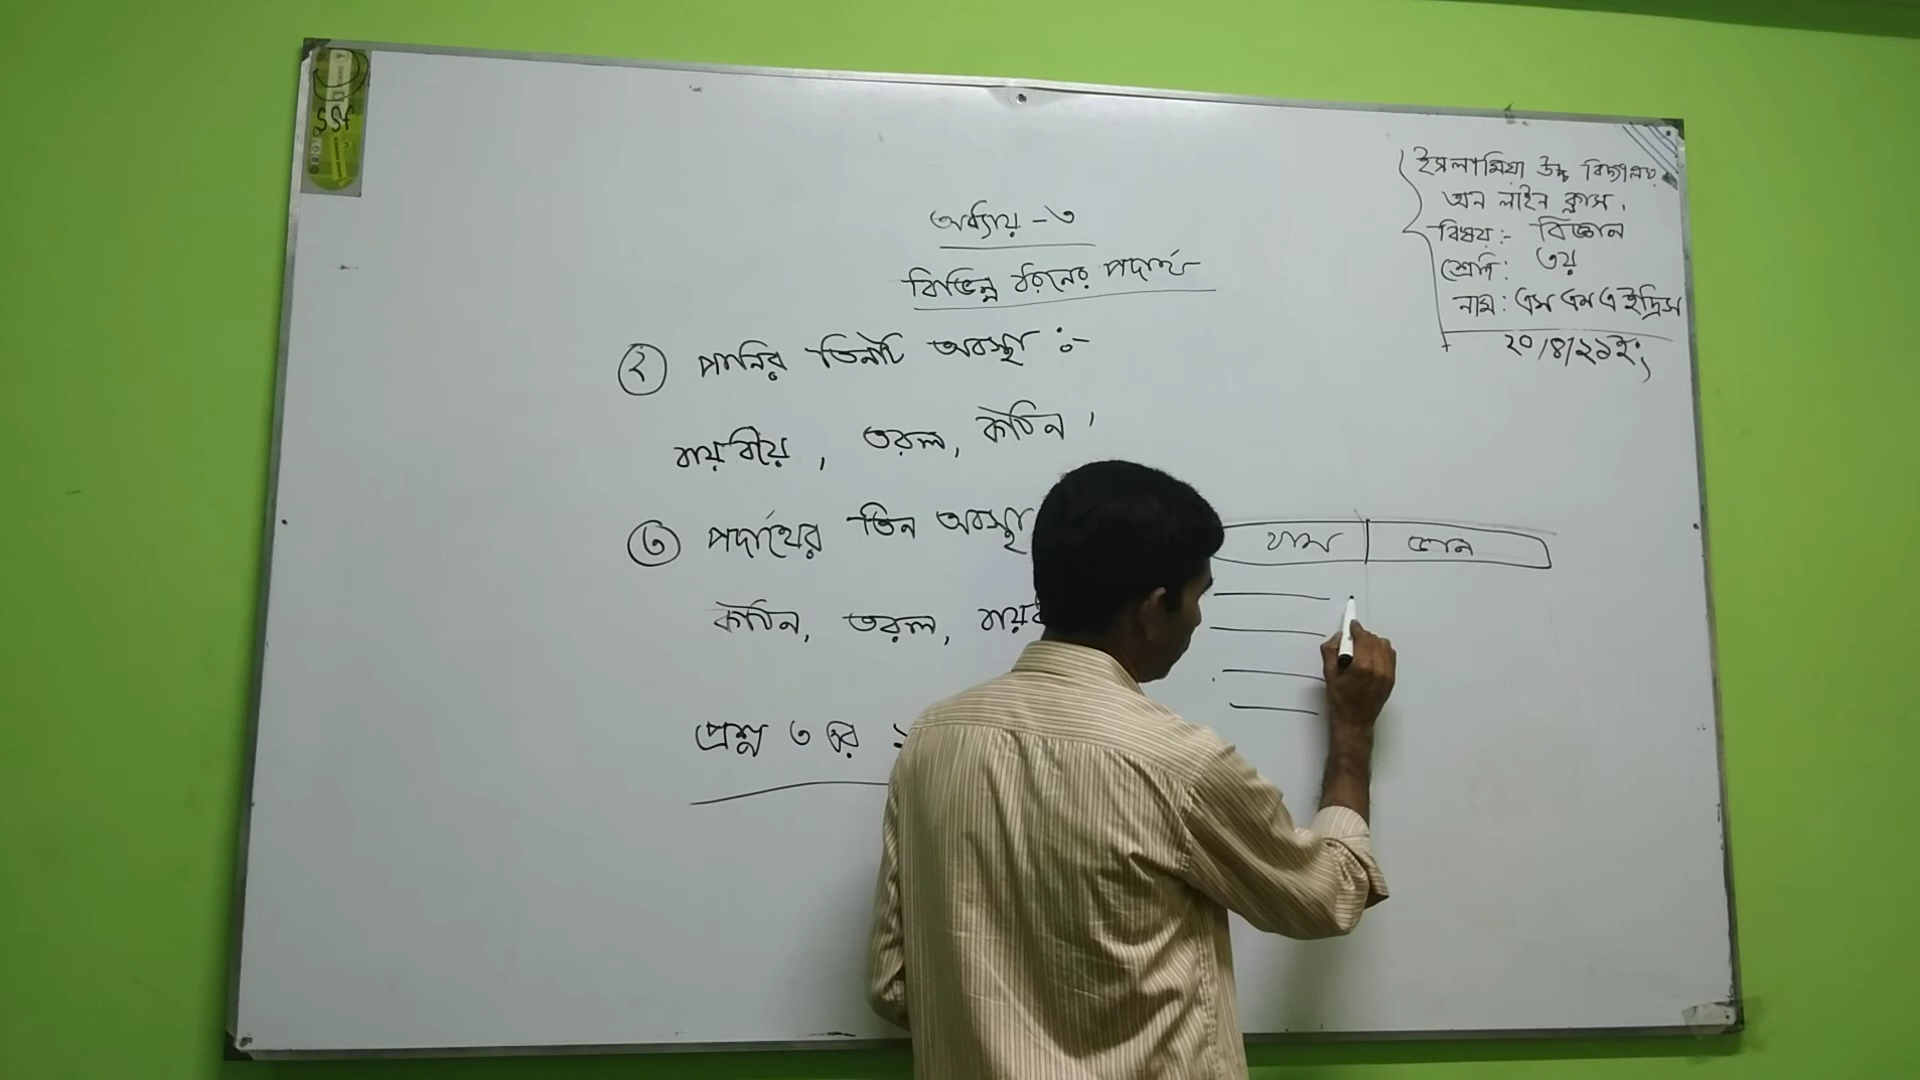 SSF
ইসলামিয়া উচ্চ বিদ্যালয়
অন লাইন ক্লাস।
বিষয়:- বিজ্ঞান
শ্রেণি: ৩য়
নাম: এস এম এ ইদ্রিস
২০/৪/২১ইং
অধ্যায় -৩
বিভিন্ন ধরনের পদার্থ
২ পানির তিনটি অবস্থা :-
বায়বীয়, তরল, কঠিন।
৩ পদার্থের তিন অবস্থা
কঠিন, তরল,
প্রশ্ন ৩ এর
বাম ডান